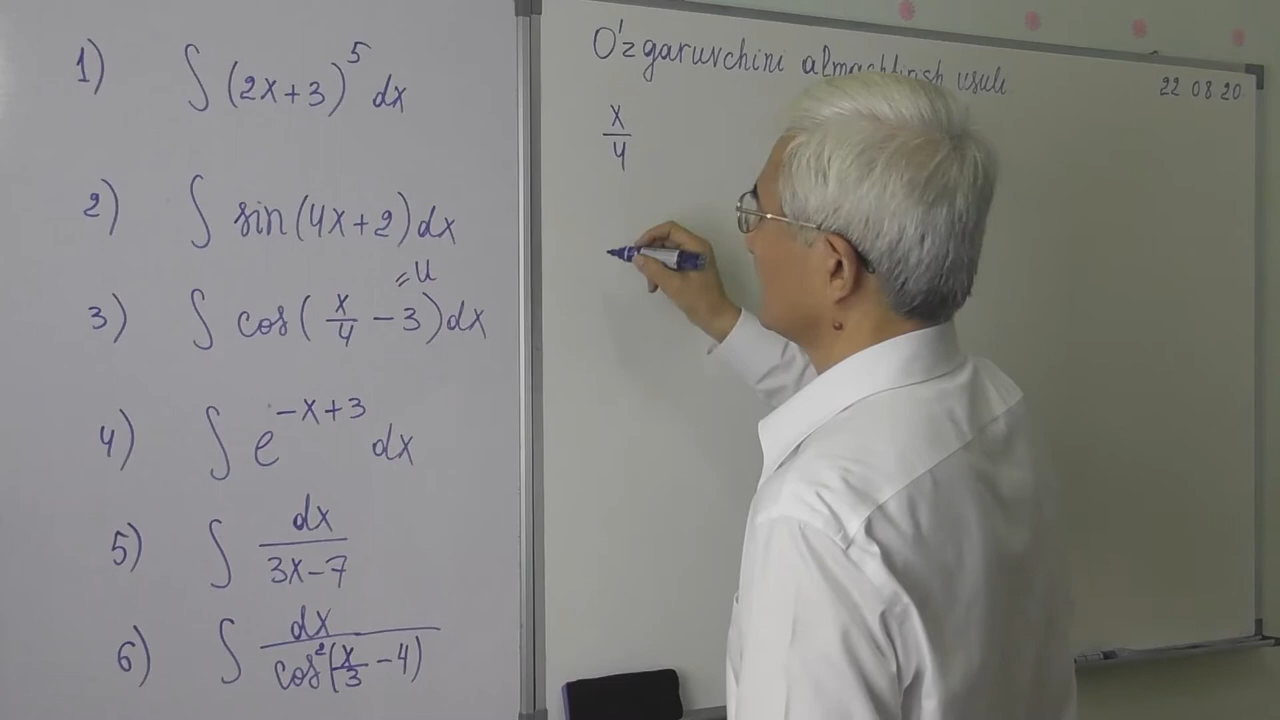 1) ∫ (2x+3)⁵ dx
2) ∫ sin(4x+2)dx
= u
3) ∫ cos(x/4 − 3)dx
4) ∫ e^(−x+3) dx
5) ∫ dx/(3x−7)
6) ∫ dx/cos²(x/3 −4)
O'zgaruvchini usuli
22 08 20
x/4